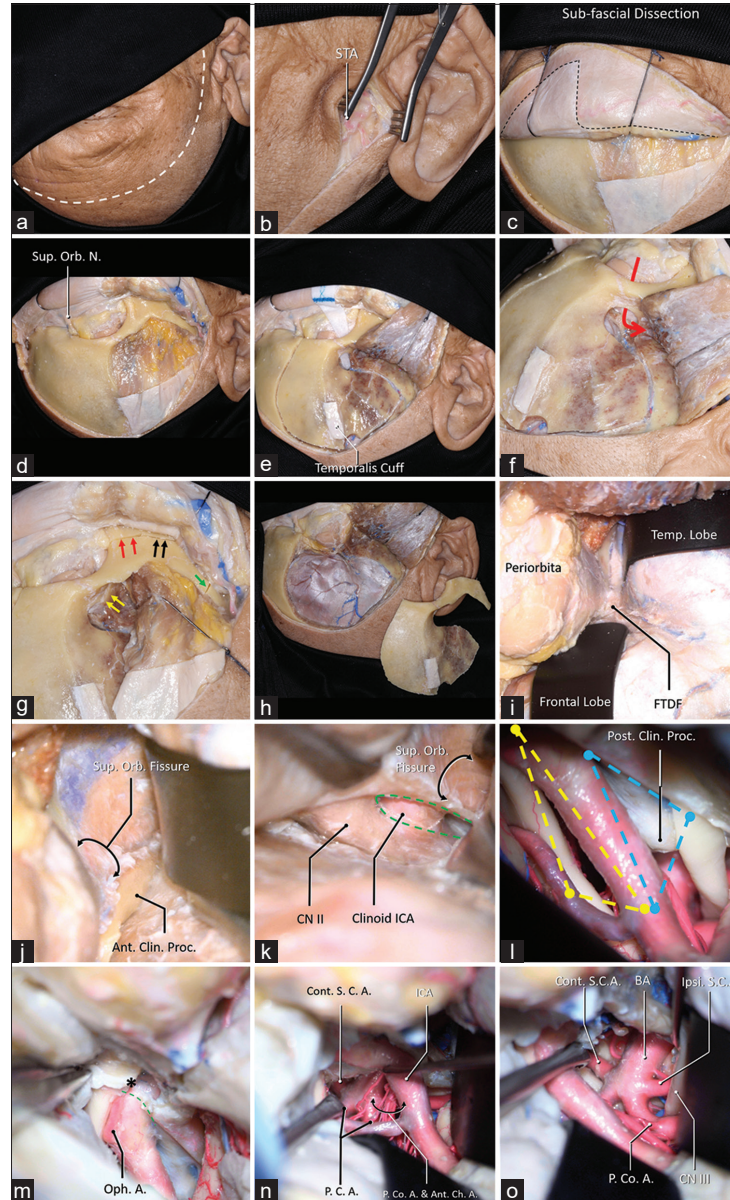 a
STA
b
Sub-fascial Dissection
c
Sup. Orb. N.
d
Temporalis Cuff
e
f
g
h
Temp. Lobe
Periorbita
FTDF
Frontal Lobe
i
Sup. Orb. Fissure
Ant. Clin. Proc.
j
Sup. Orb.
Fissure
CN II
Clinoid ICA
k
Post. Clin. Proc.
l
*
Oph. A.
m
Cont. S. C. A.
ICA
P. C. A.
P. Co. A. & Ant. Ch. A.
n
Cont. S.C.A.
BA
Ipsi. S.C.
P. Co. A.
CN III
o